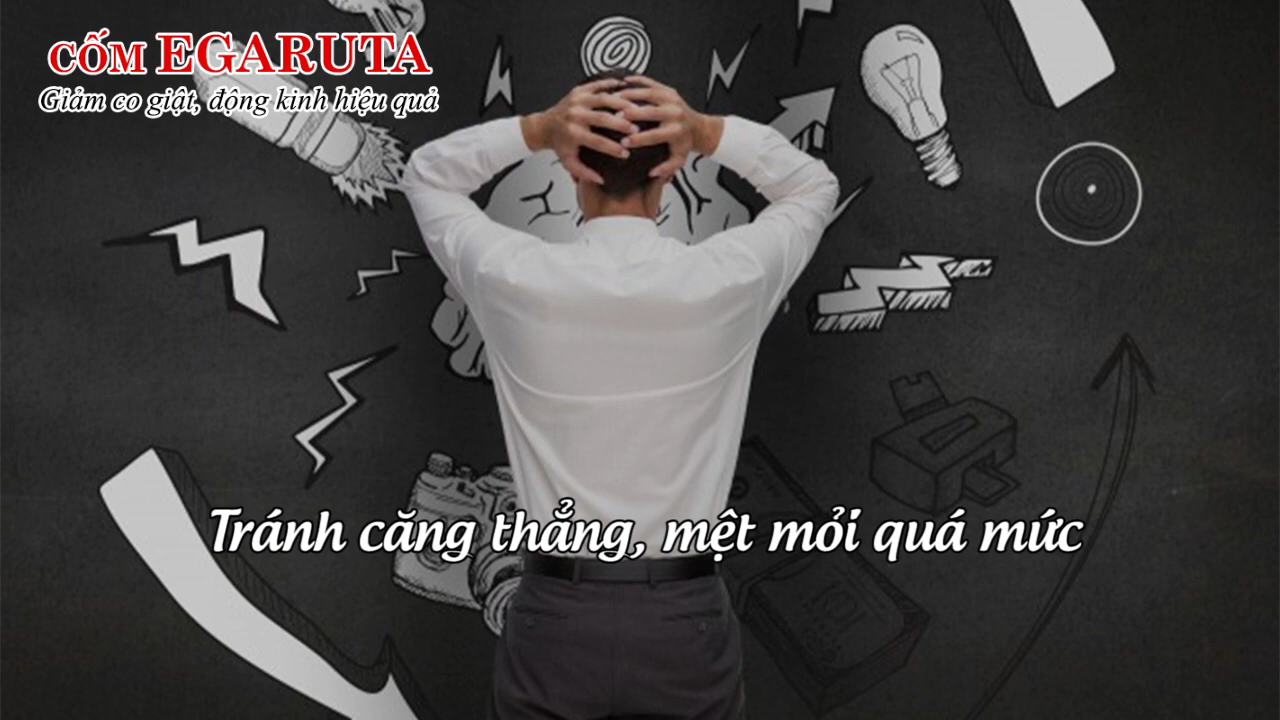 CỐM EGARUTA
Giảm co giật, động kinh hiệu quả
Tránh căng thẳng, mệt mỏi quá mức